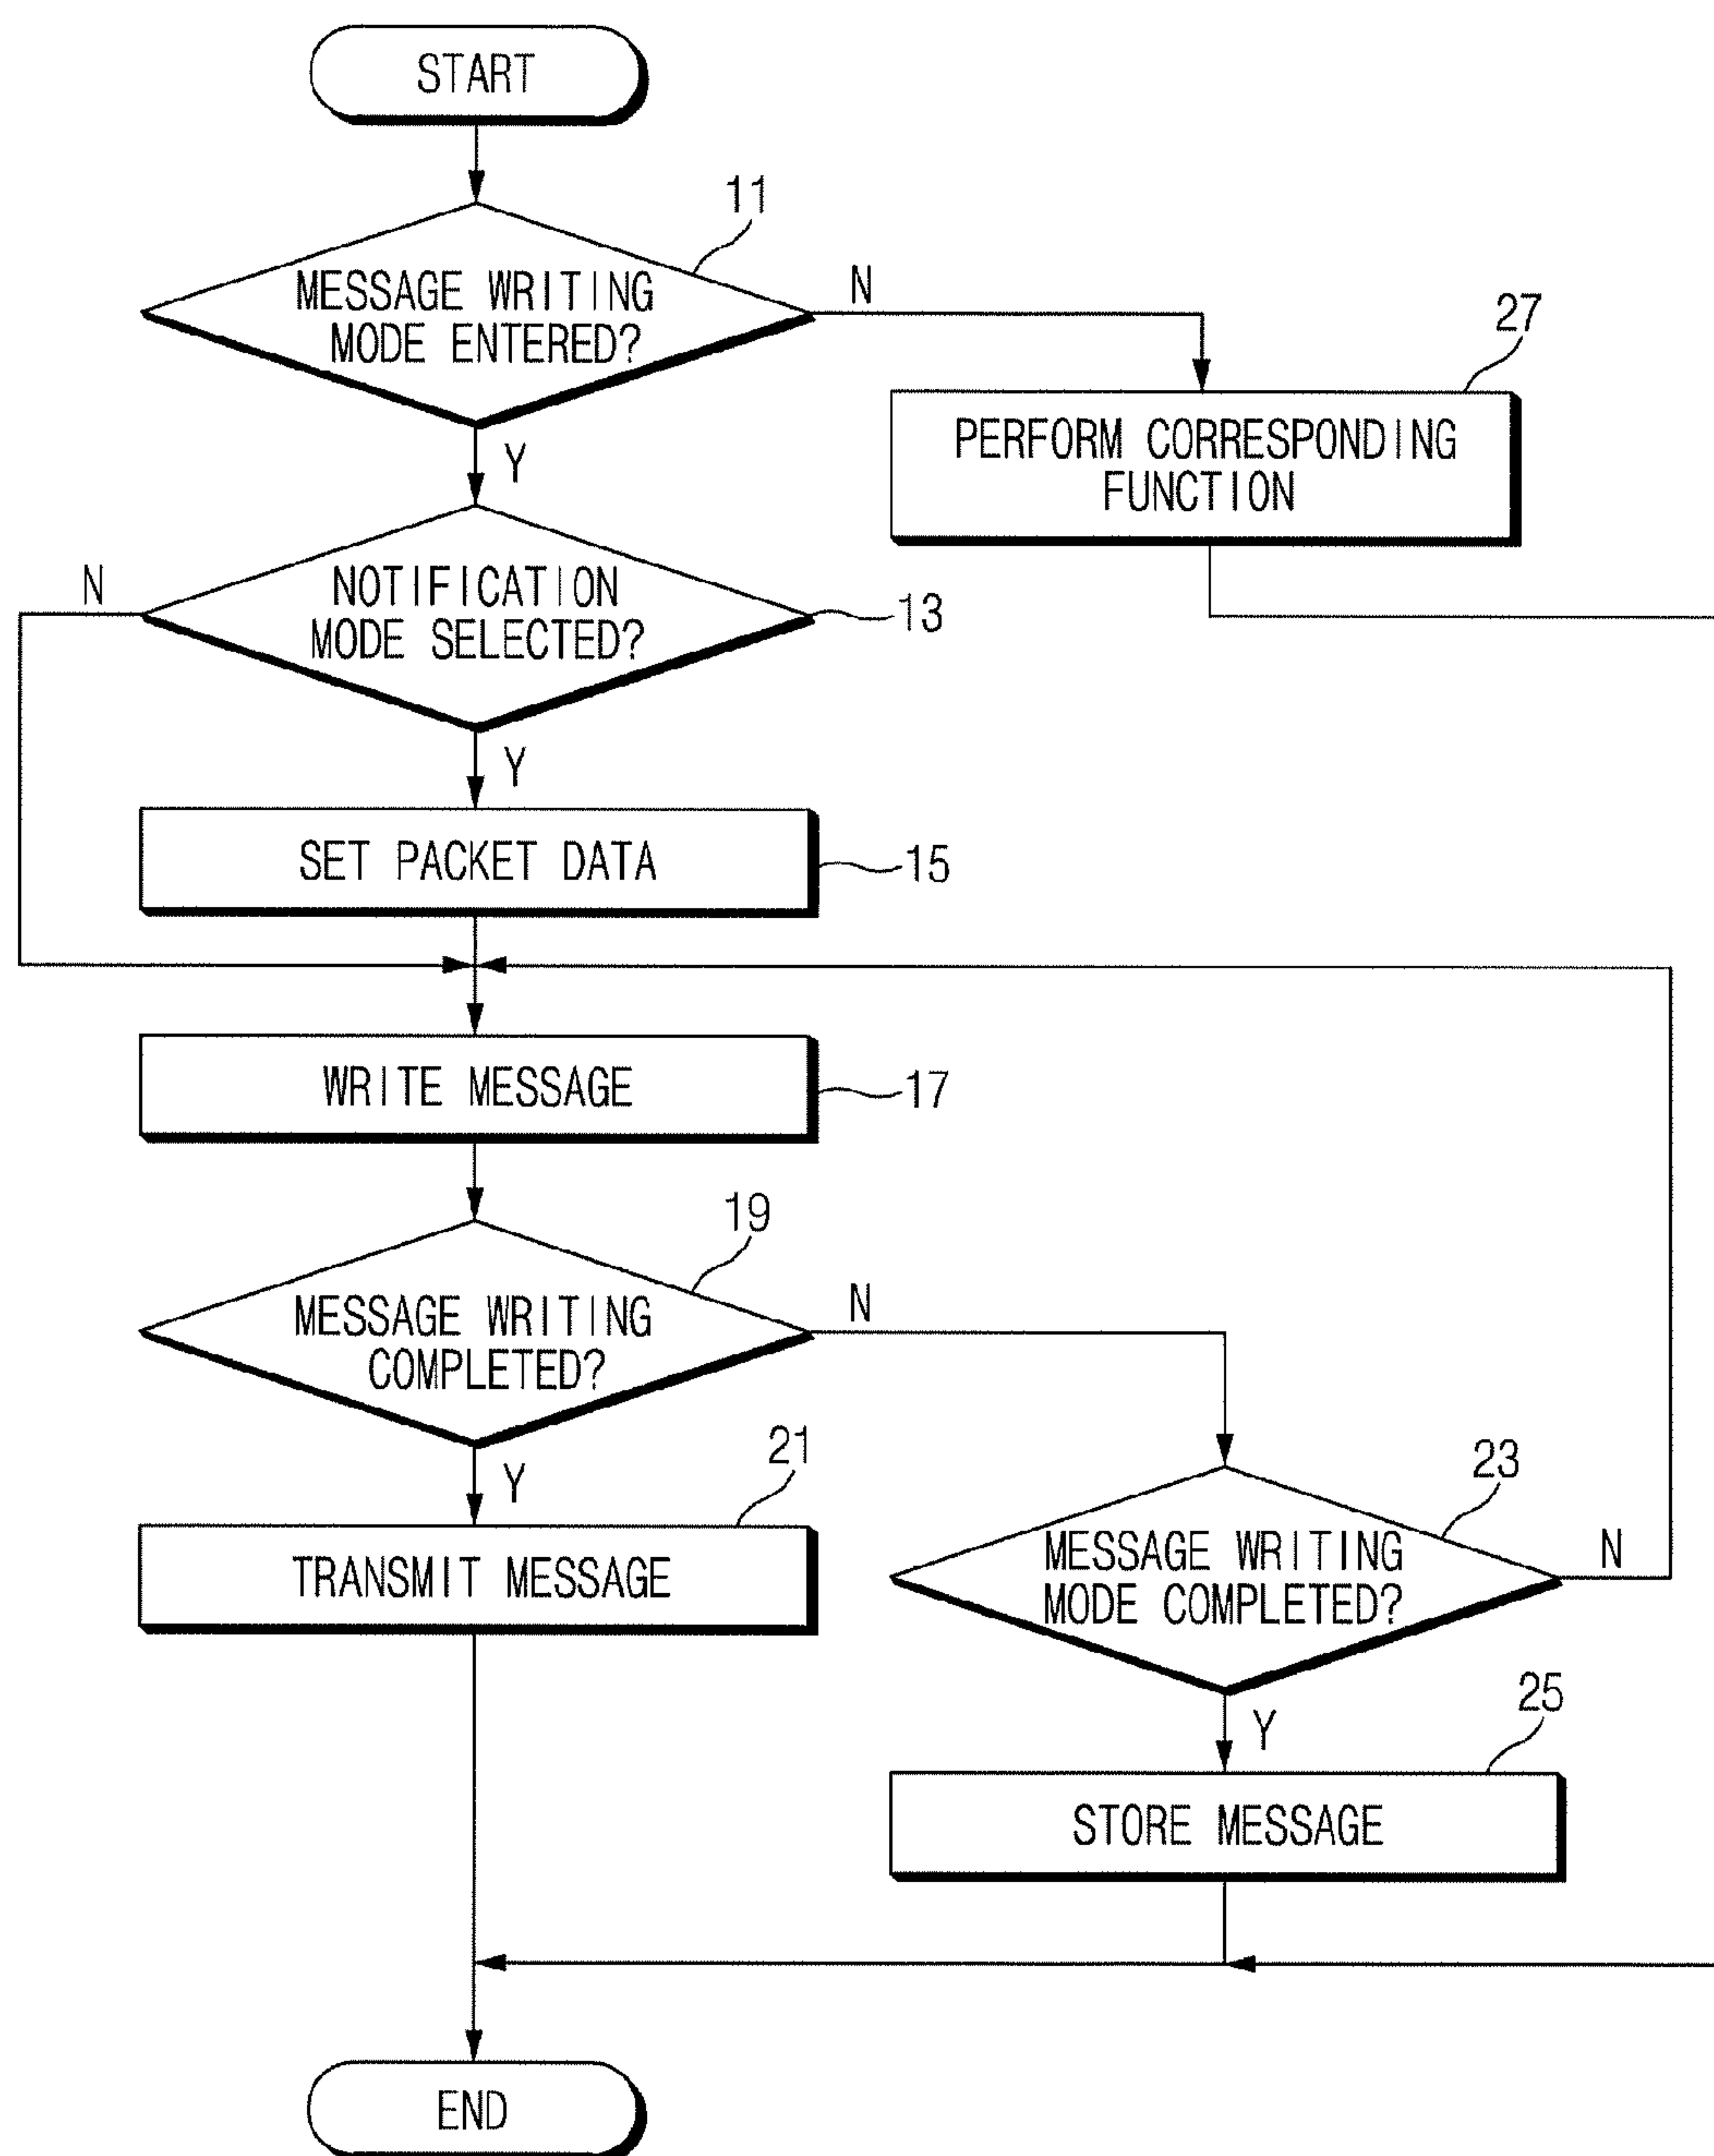 START
11
MESSAGE WRITING
MODE ENTERED?
N
Y
27
PERFORM CORRESPONDING
FUNCTION
N
NOTIFICATION
MODE SELECTED?
13
Y
SET PACKET DATA
15
WRITE MESSAGE
17
19
MESSAGE WRITING
COMPLETED?
N
Y
21
TRANSMIT MESSAGE
23
MESSAGE WRITING
MODE COMPLETED?
N
Y
25
STORE MESSAGE
END